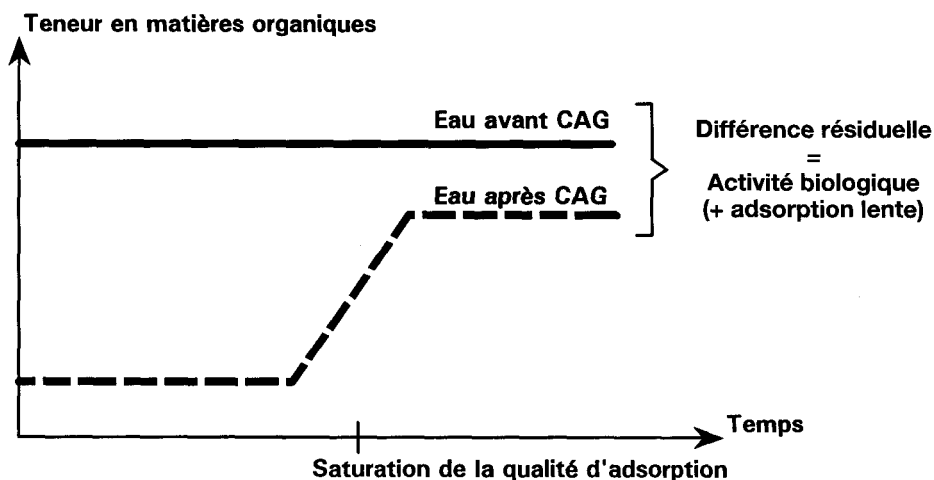 Teneur en matières organiques
Eau avant CAG
Eau après CAG
Différence résiduelle
=
Activité biologique
(+ adsorption lente)
Temps
Saturation de la qualité d'adsorption